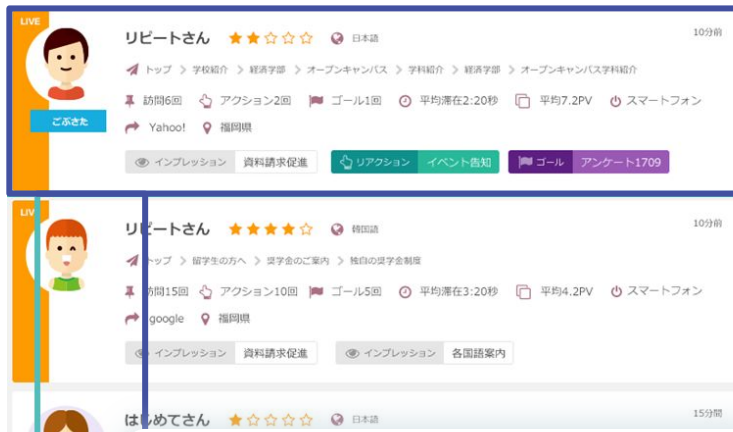 LIVE
リピートさん ★★☆☆☆ 日本語 10分前
トップ > 学校紹介 > 経済学部 > オープンキャンパス > 学科紹介 > 経済学部 > オープンキャンパス学科紹介
訪問6回 アクション2回 ゴール1回 平均滞在2:20秒 平均7.2PV スマートフォン
ごぶさた
Yahoo! 福岡県
インプレッション 資料請求促進 リアクション イベント告知 ゴール アンケート1709
LIVE
リピートさん ★★★★☆ 韓国語 10分前
トップ > 留学生の方へ > 奨学金のご案内 > 独自の奨学金制度
訪問15回 アクション10回 ゴール5回 平均滞在3:20秒 平均4.2PV スマートフォン
google 福岡県
インプレッション 資料請求促進 インプレッション 各国語案内
はじめてさん ★☆☆☆☆ 日本語 15分間